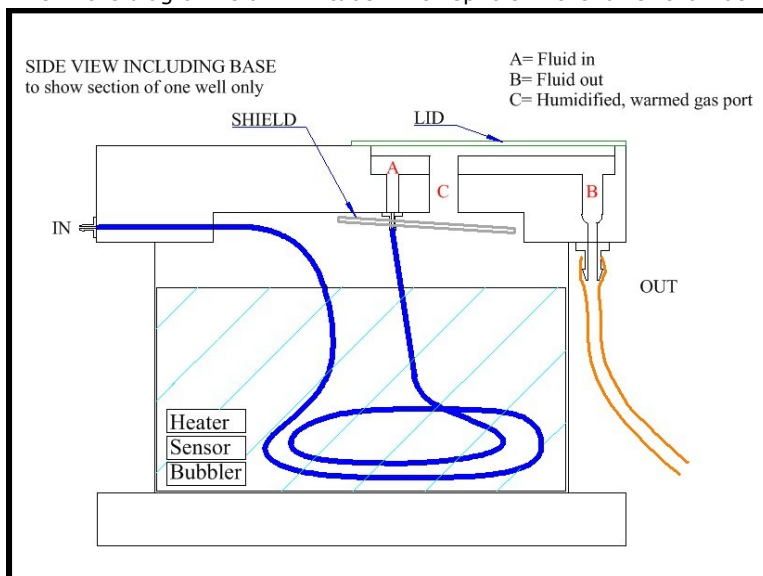 SIDE VIEW INCLUDING BASE
to show section of one well only
A= Fluid in
B= Fluid out
C= Humidified, warmed gas port
SHIELD
LID
A
C
B
IN
OUT
Heater
Sensor
Bubbler